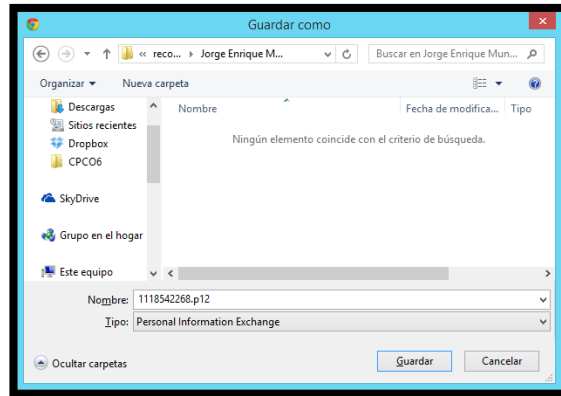 Guardar como
« reco... Jorge Enrique M... Buscar en Jorge Enrique Mun...
Organizar Nueva carpeta
Descargas Nombre Fecha de modifica... Tipo
Sitios recientes
Ningún elemento coincide con el criterio de búsqueda.
Dropbox
CPCO6
SkyDrive
Grupo en el hogar
Este equipo
Nombre: 1118542268.p12
Tipo: Personal Information Exchange
Ocultar carpetas Guardar Cancelar